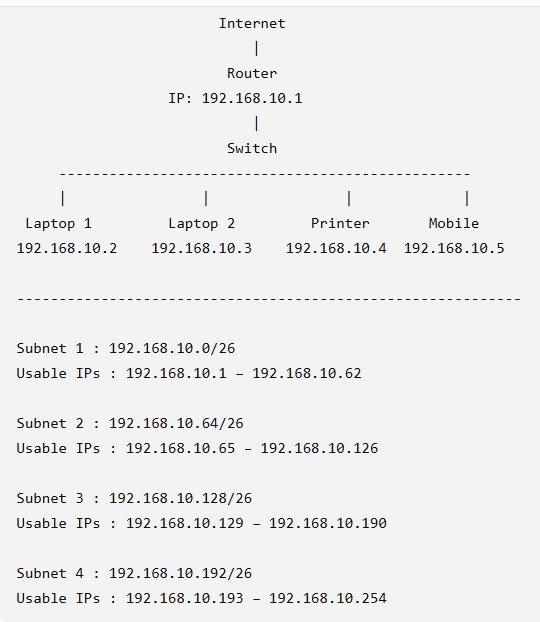 Internet
|
Router
IP: 192.168.10.1
|
Switch
-------------------------------------------------
| | | |
Laptop 1 Laptop 2 Printer Mobile
192.168.10.2 192.168.10.3 192.168.10.4 192.168.10.5
------------------------------------------------------------
Subnet 1 : 192.168.10.0/26
Usable IPs : 192.168.10.1 – 192.168.10.62
Subnet 2 : 192.168.10.64/26
Usable IPs : 192.168.10.65 – 192.168.10.126
Subnet 3 : 192.168.10.128/26
Usable IPs : 192.168.10.129 – 192.168.10.190
Subnet 4 : 192.168.10.192/26
Usable IPs : 192.168.10.193 – 192.168.10.254